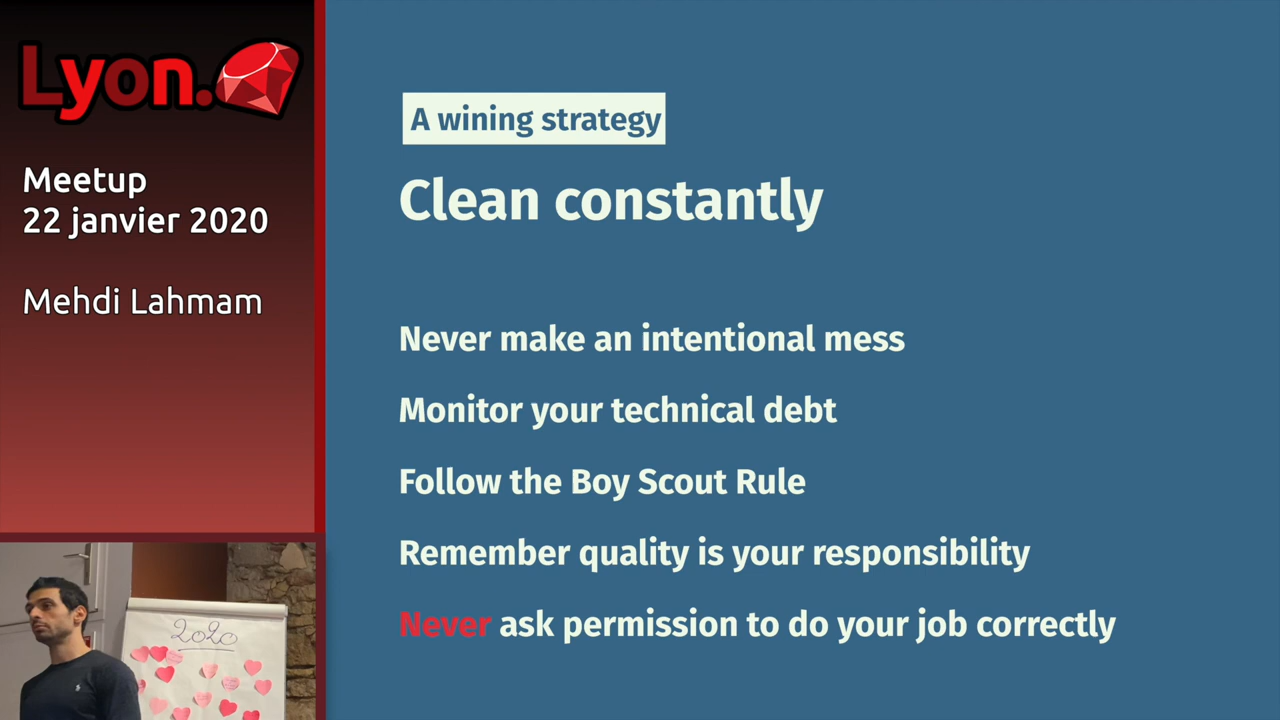 Lyon.
Meetup
22 janvier 2020
Mehdi Lahmam
A wining strategy
Clean constantly
Never make an intentional mess
Monitor your technical debt
Follow the Boy Scout Rule
Remember quality is your responsibility
Never ask permission to do your job correctly
2020